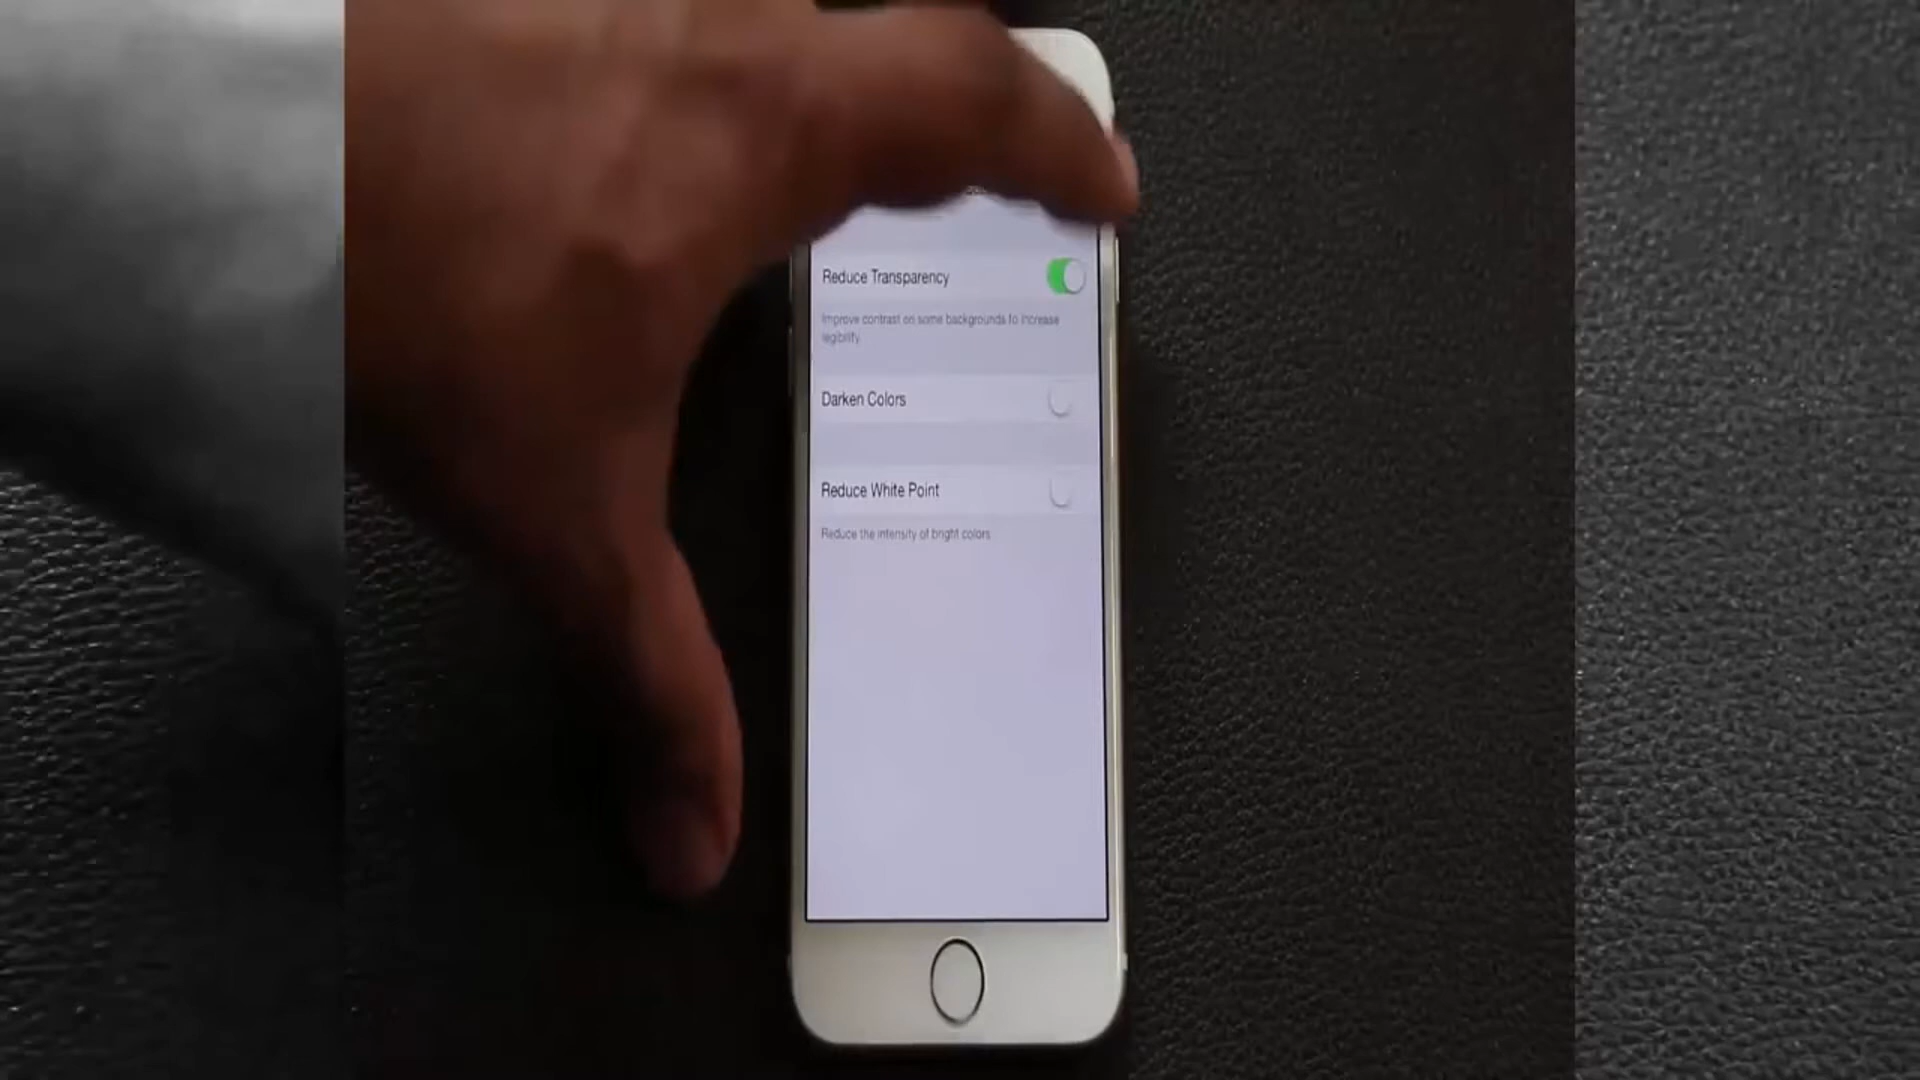 Reduce Transparency
Improve contrast on some backgrounds to increase
legibility.
Darken Colors
Reduce White Point
Reduce the intensity of bright colors